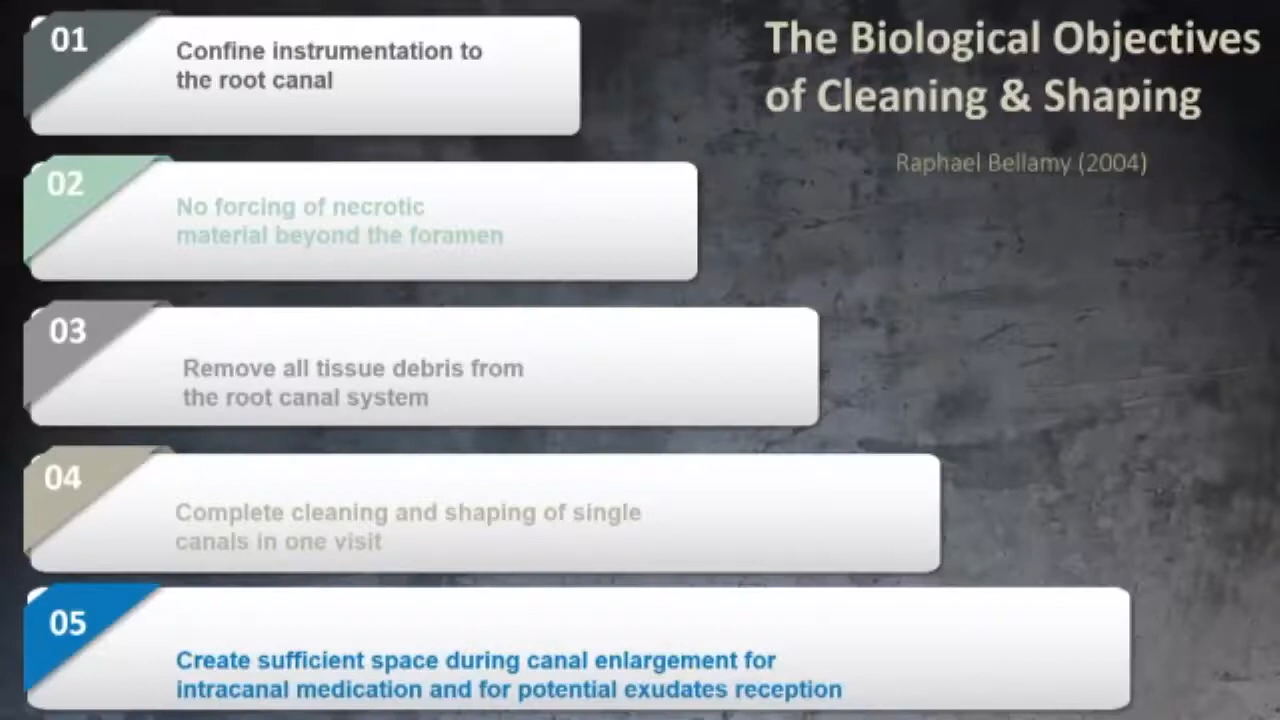 The Biological Objectives
of Cleaning & Shaping
Raphael Bellamy (2004)
01
Confine instrumentation to
the root canal
02
No forcing of necrotic
material beyond the foramen
03
Remove all tissue debris from
the root canal system
04
Complete cleaning and shaping of single
canals in one visit
05
Create sufficient space during canal enlargement for
intracanal medication and for potential exudates reception